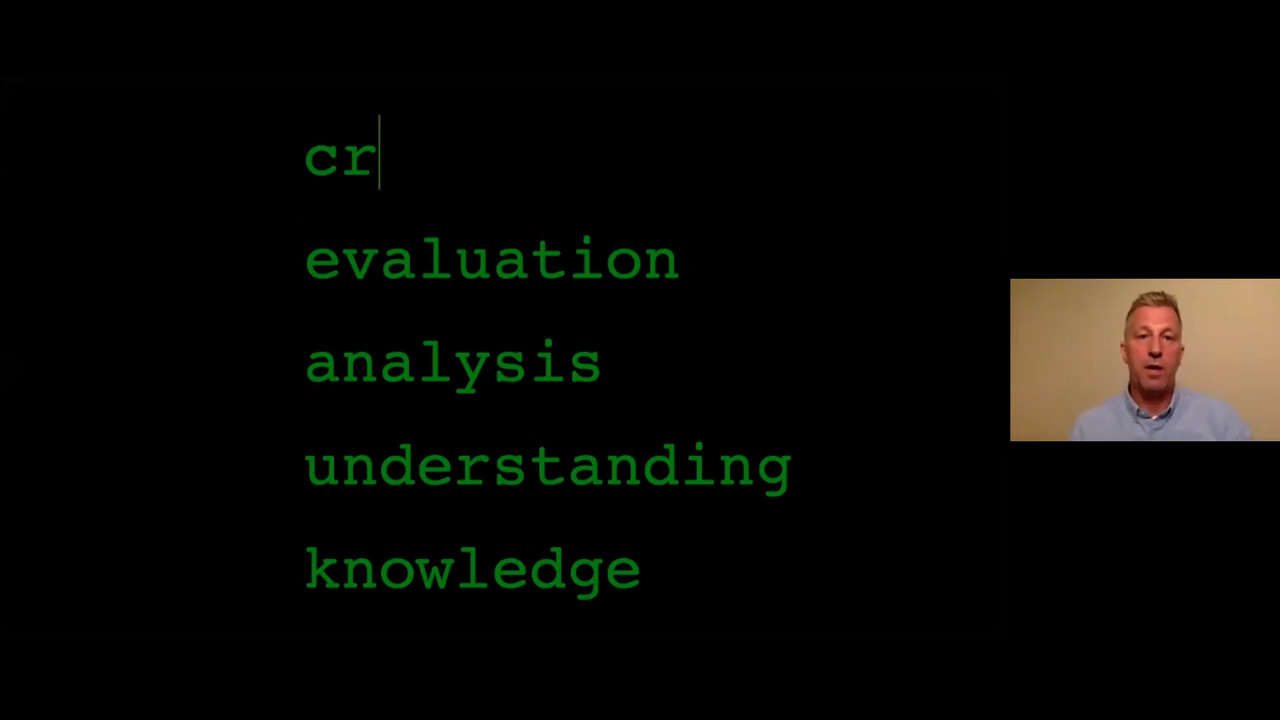 cr
evaluation
analysis
understanding
knowledge